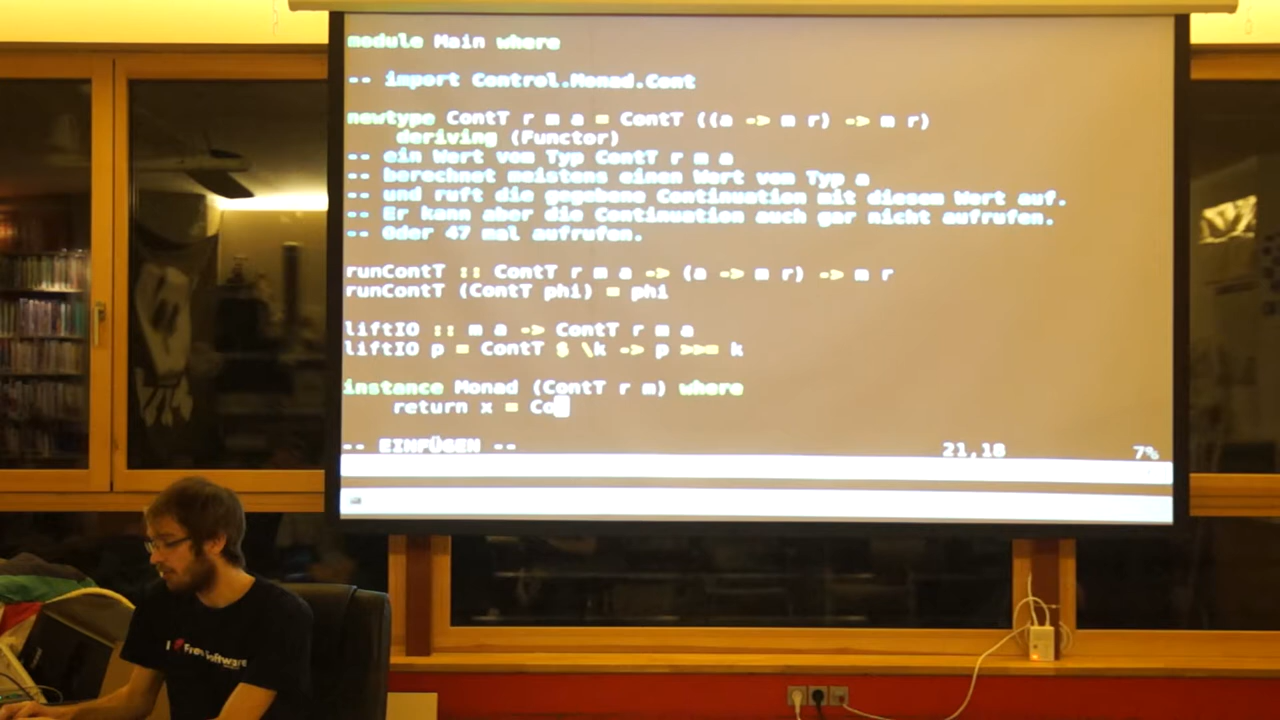 module Main where
-- import Control.Monad.Cont
newtype ContT r m a = ContT ((a -> m r) -> m r)
deriving (Functor)
-- ein Wert vom Typ ContT r m a
-- berechnet meistens einen Wert vom Typ a
-- und ruft die gegebene Continuation mit diesem Wert auf.
-- Er kann aber die Continuation auch gar nicht aufrufen.
-- Oder 47 mal aufrufen.
runContT :: ContT r m a -> (a -> m r) -> m r
runContT (ContT phi) = phi
liftIO :: m a -> ContT r m a
liftIO p = ContT $ \k -> p >>= k
instance Monad (ContT r m) where
return x = Co
-- EINFÜGEN --
21,18
7%
I Free Software